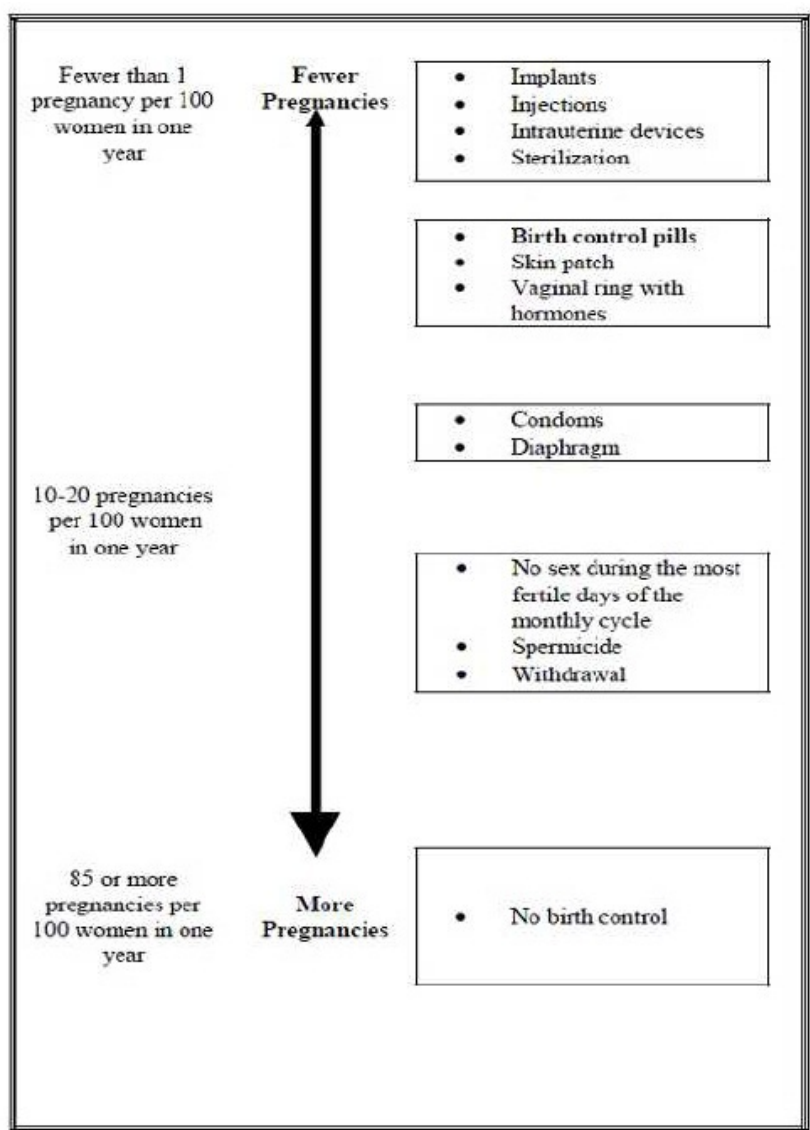 Fewer than 1
pregnancy per 100
women in one
year
Fewer
Pregnancies
• Implants
• Injections
• Intrauterine devices
• Sterilization
• Birth control pills
• Skin patch
• Vaginal ring with
hormones
• Condoms
• Diaphragm
10-20 pregnancies
per 100 women
in one year
• No sex during the most
fertile days of the
monthly cycle
• Spermicide
• Withdrawal
85 or more
pregnancies per
100 women in one
year
More
Pregnancies
• No birth control